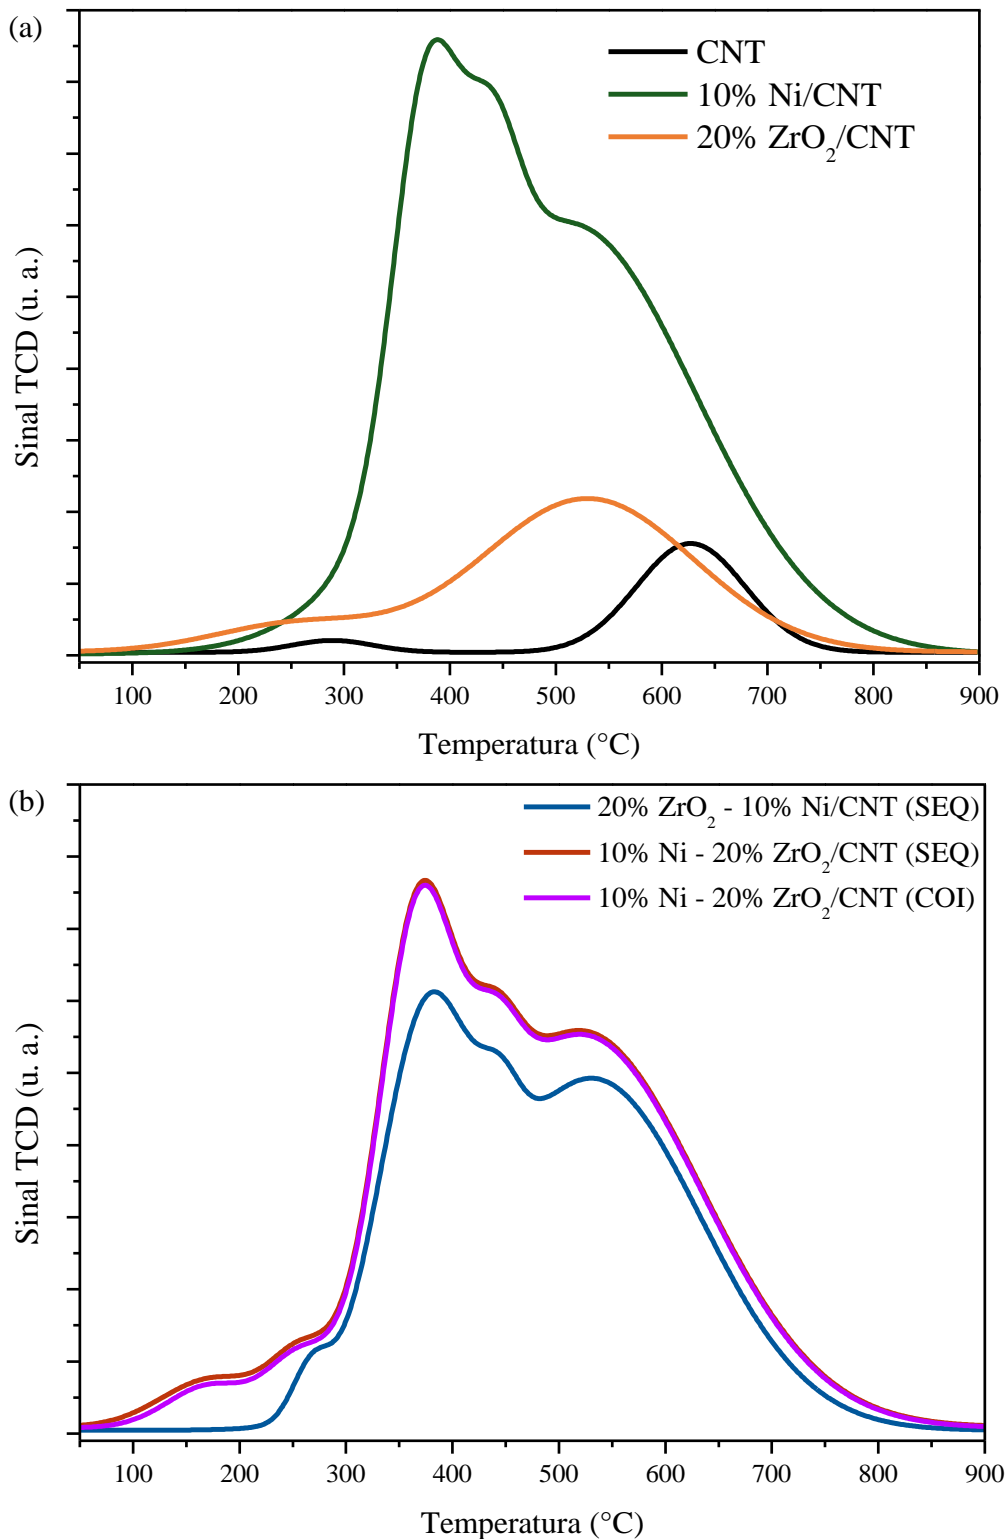 (a)
CNT
10% Ni/CNT
20% ZrO₂/CNT
Sinal TCD (u. a.)
100 200 300 400 500 600 700 800 900
Temperatura (°C)
(b)
20% ZrO₂ - 10% Ni/CNT (SEQ)
10% Ni - 20% ZrO₂/CNT (SEQ)
10% Ni - 20% ZrO₂/CNT (COI)
Sinal TCD (u. a.)
100 200 300 400 500 600 700 800 900
Temperatura (°C)